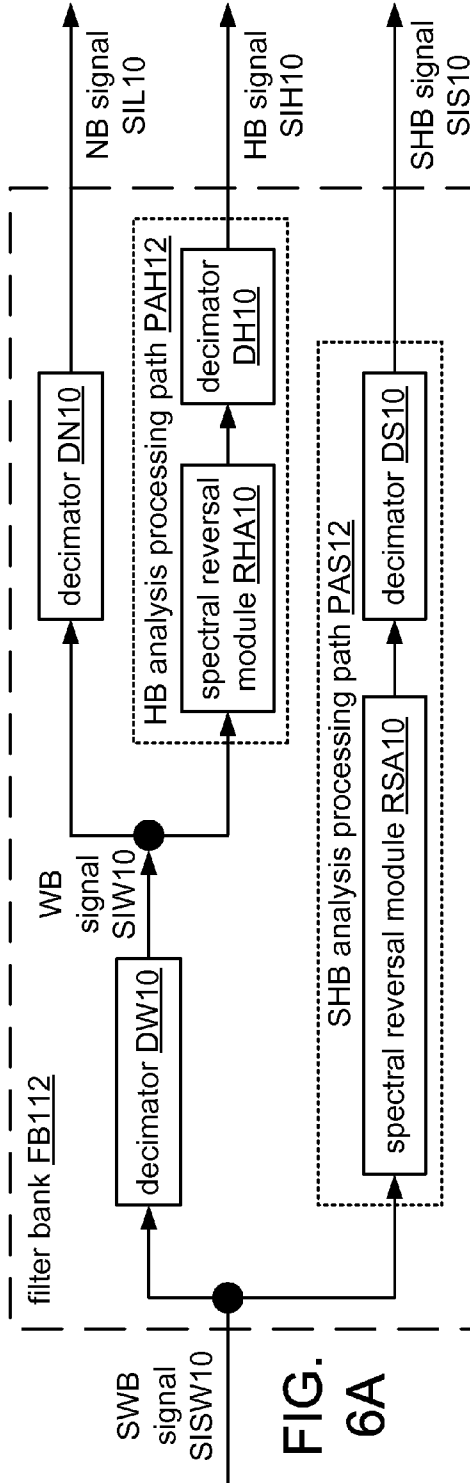 filter bank FB112
SWB
signal
SISW10
decimator DW10
WB
signal
SIW10
decimator DN10
NB signal
SIL10
HB analysis processing path PAH12
spectral reversal
module RHA10
decimator
DH10
HB signal
SIH10
SHB analysis processing path PAS12
spectral reversal module RSA10
decimator DS10
SHB signal
SIS10
FIG.
6A